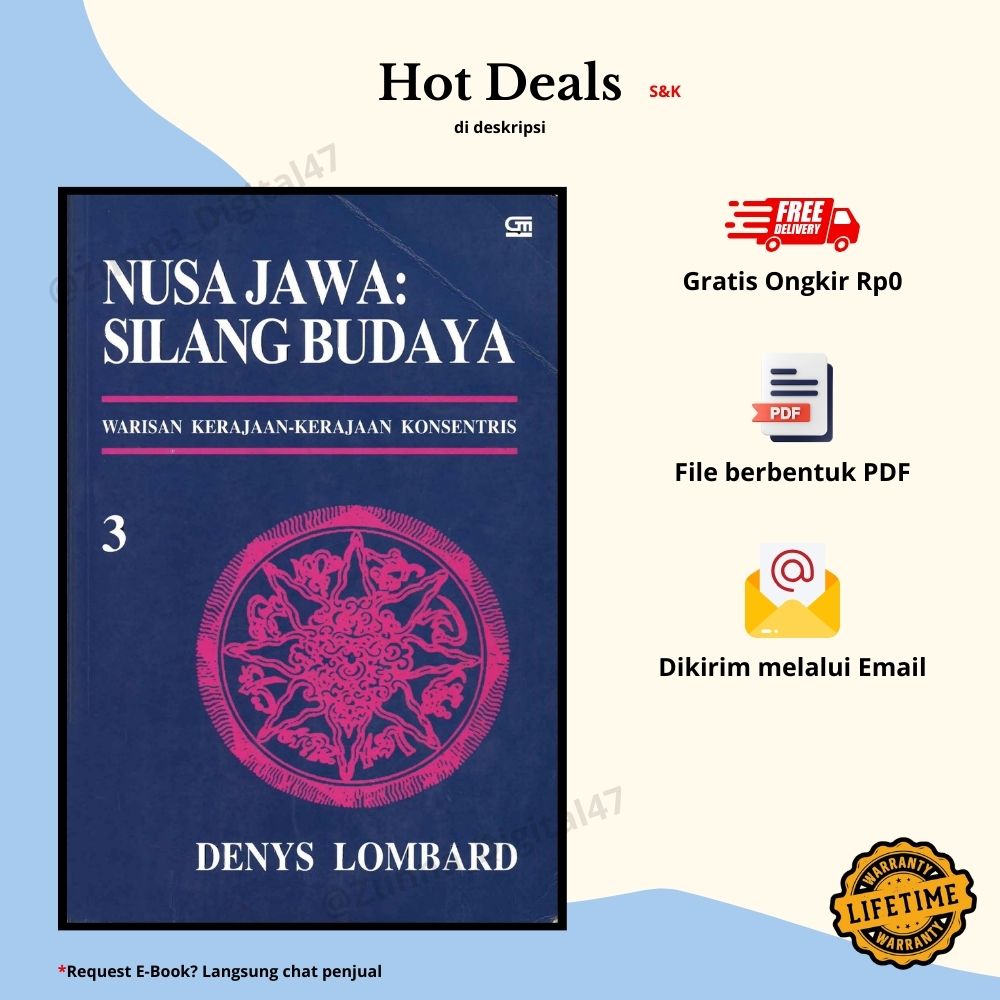 Hot Deals
S&K
di deskripsi
GM
NUSA JAWA:
SILANG BUDAYA
WARISAN KERAJAAN-KERAJAAN KONSENTRIS
3
DENYS LOMBARD
FREE
DELIVERY
Gratis Ongkir Rp0
PDF
File berbentuk PDF
@
Dikirim melalui Email
WARRANTY
LIFETIME
WARRANTY
*Request E-Book? Langsung chat penjual